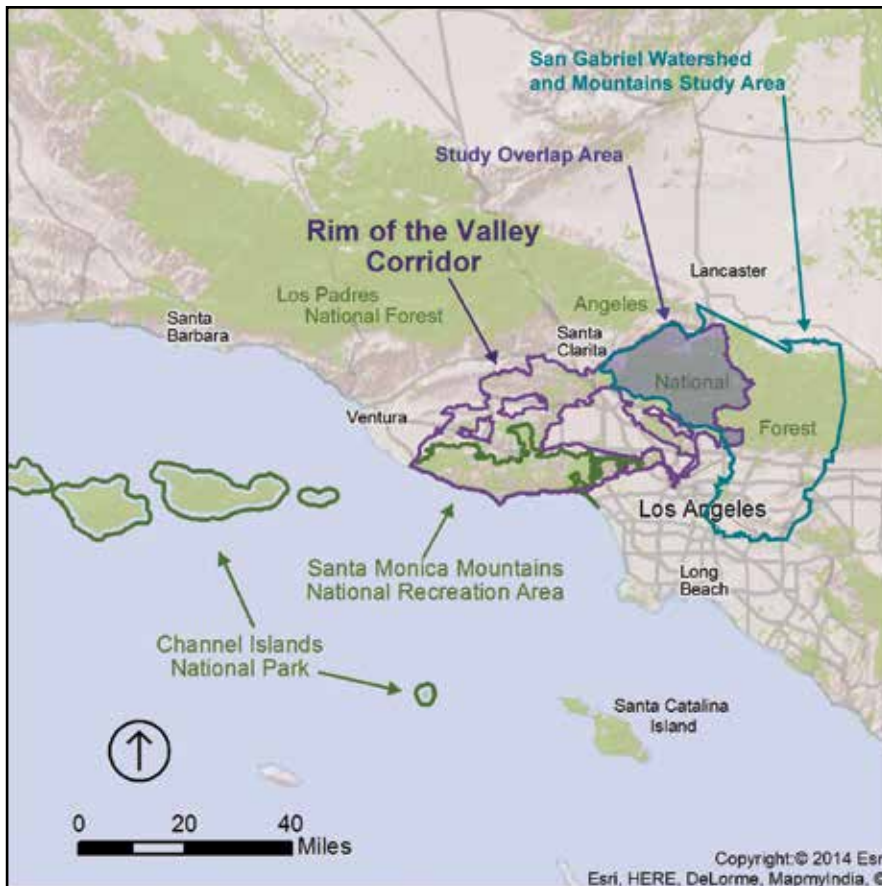 San Gabriel Watershed
and Mountains Study Area
Study Overlap Area
Rim of the Valley
Corridor
Lancaster
Los Padres
National Forest
Angeles
Santa
Barbara
Santa
Clarita
National
Ventura
Forest
Los Angeles
Santa Monica Mountains
National Recreation Area
Long
Beach
Channel Islands
National Park
Santa Catalina
Island
0 20 40
Miles
Copyright:© 2014 Esr
Esri, HERE, DeLorme, MapmyIndia, ©